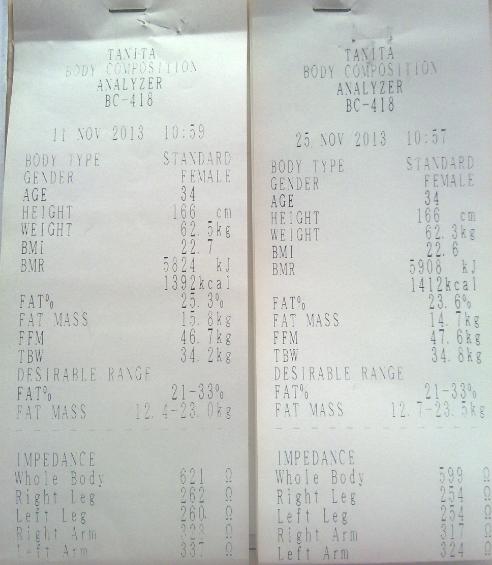 TANITA
BODY COMPOSITION
ANALYZER
BC-418
11 NOV 2013 10:59
BODY TYPE STANDARD
GENDER FEMALE
AGE 34
HEIGHT 166 cm
WEIGHT 62.5kg
BMI 22.7
BMR 5824 kJ
1392kcal
FAT% 25.3%
FAT MASS 15.8kg
FFM 46.7kg
TBW 34.2kg
DESIRABLE RANGE
FAT% 21-33%
FAT MASS 12.4-23.0kg
IMPEDANCE
Whole Body 621 Ω
Right Leg 262 Ω
Left Leg 260 Ω
Right Arm 323 Ω
Left Arm 337 Ω
TANITA
BODY COMPOSITION
ANALYZER
BC-418
25 NOV 2013 10:57
BODY TYPE STANDARD
GENDER FEMALE
AGE 34
HEIGHT 166 cm
WEIGHT 62.3kg
BMI 22.6
BMR 5908 kJ
1412kcal
FAT% 23.6%
FAT MASS 14.7kg
FFM 47.6kg
TBW 34.8kg
DESIRABLE RANGE
FAT% 21-33%
FAT MASS 12.7-23.5kg
IMPEDANCE
Whole Body 599 Ω
Right Leg 254 Ω
Left Leg 254 Ω
Right Arm 317 Ω
Left Arm 324 Ω